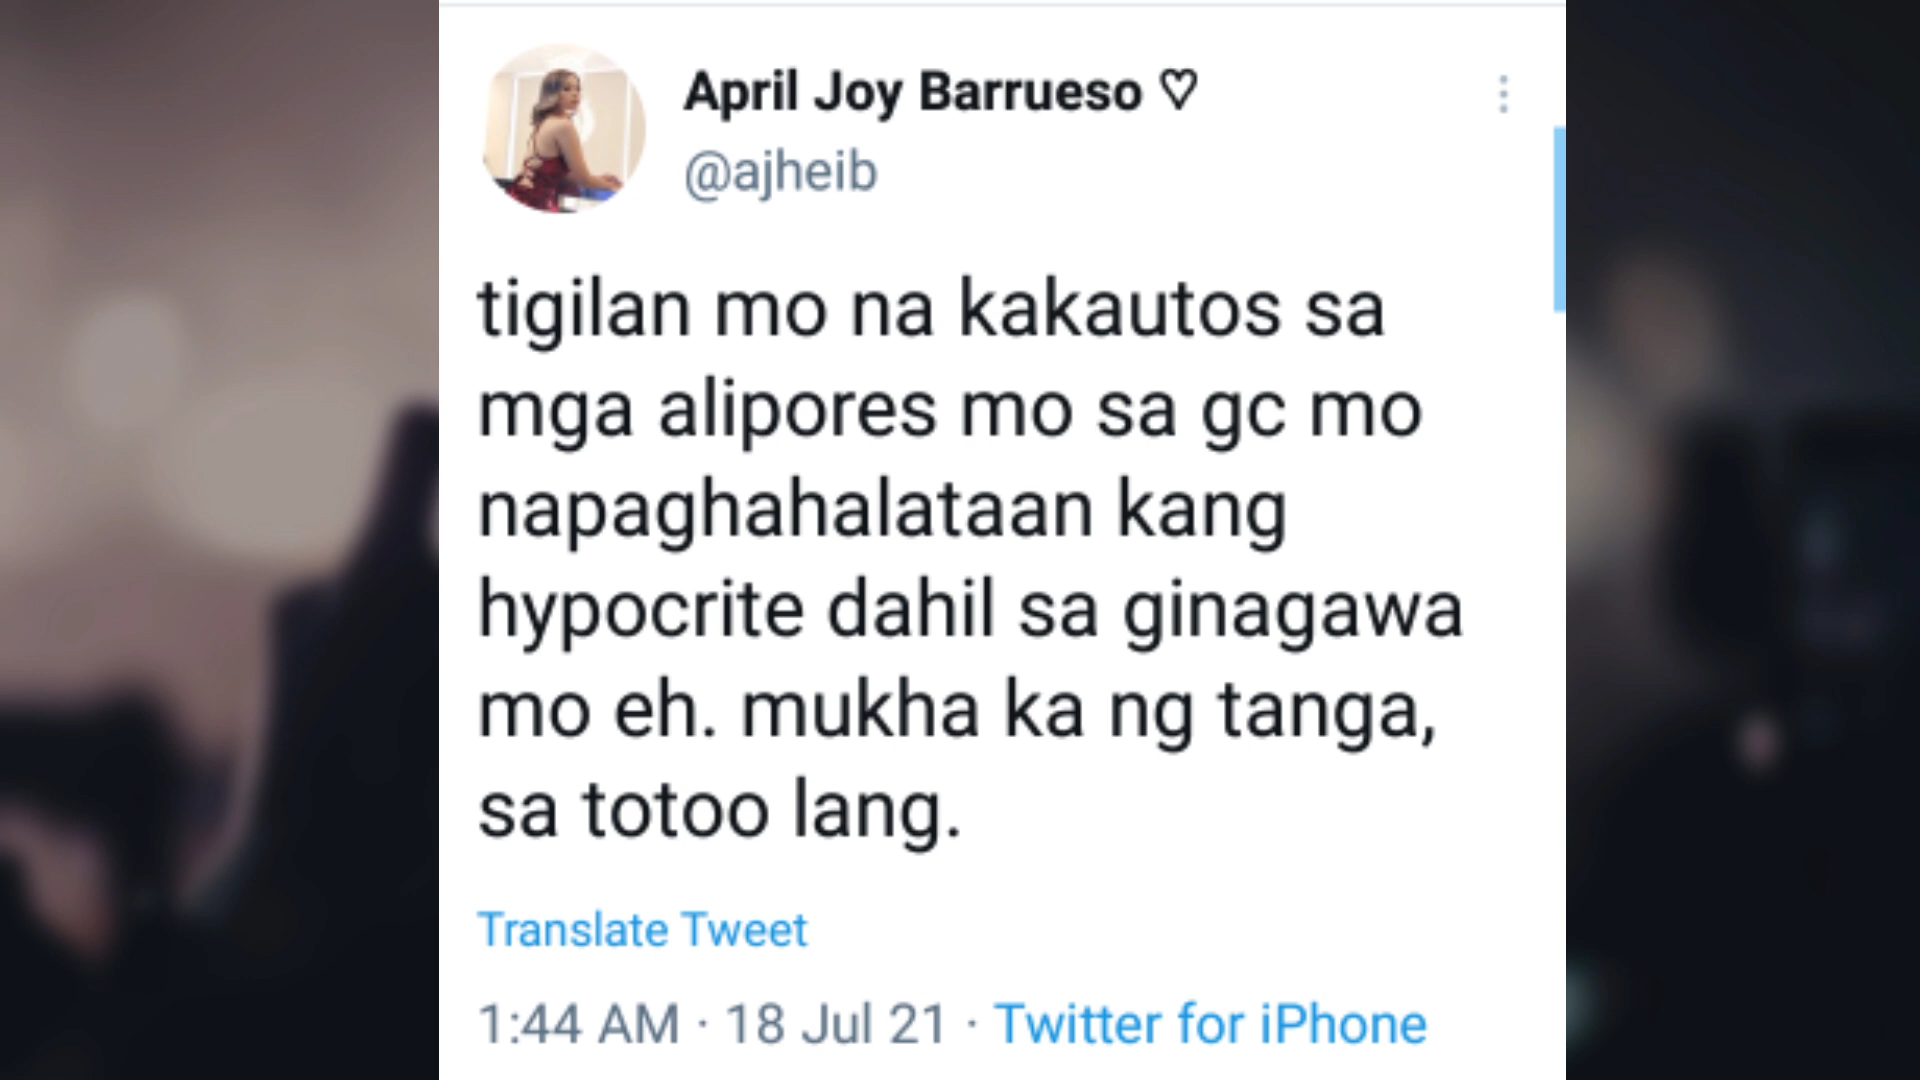 April Joy Barrueso ♡
@ajheib
tigilan mo na kakautos sa
mga alipores mo sa gc mo
napaghahalataan kang
hypocrite dahil sa ginagawa
mo eh. mukha ka ng tanga,
sa totoo lang.
Translate Tweet
1:44 AM · 18 Jul 21 · Twitter for iPhone